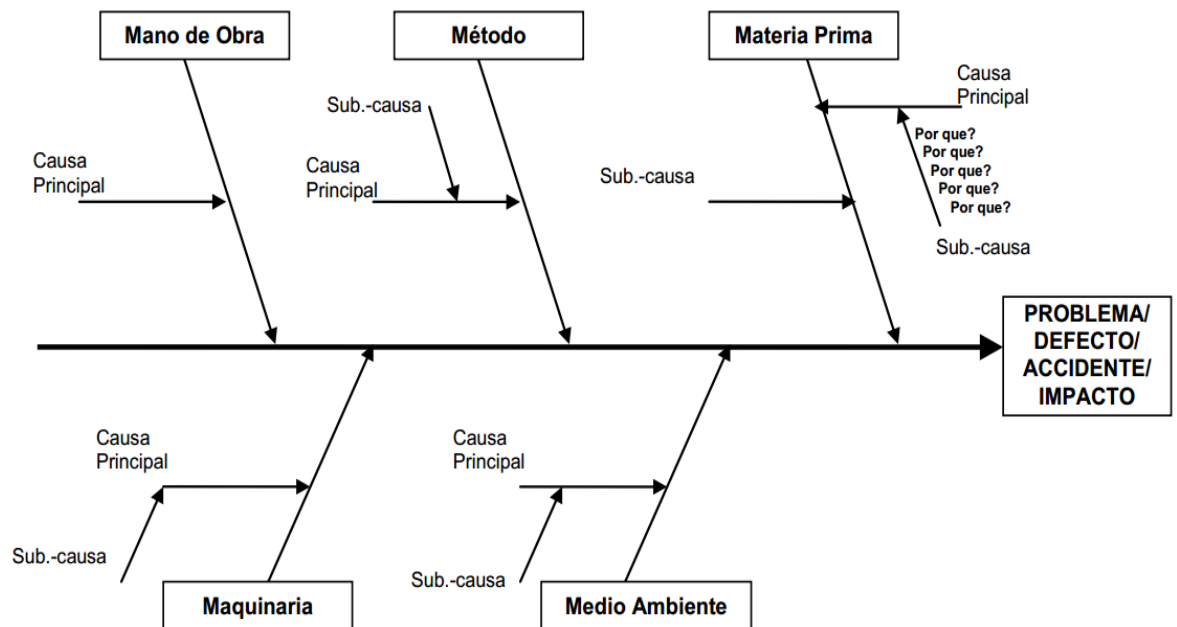 Mano de Obra
Método
Materia Prima
Causa
Principal
Sub.-causa
Causa
Principal
Causa
Principal
Sub.-causa
Por que?
Por que?
Por que?
Por que?
Por que?
Sub.-causa
PROBLEMA/
DEFECTO/
ACCIDENTE/
IMPACTO
Causa
Principal
Sub.-causa
Causa
Principal
Sub.-causa
Maquinaria
Medio Ambiente